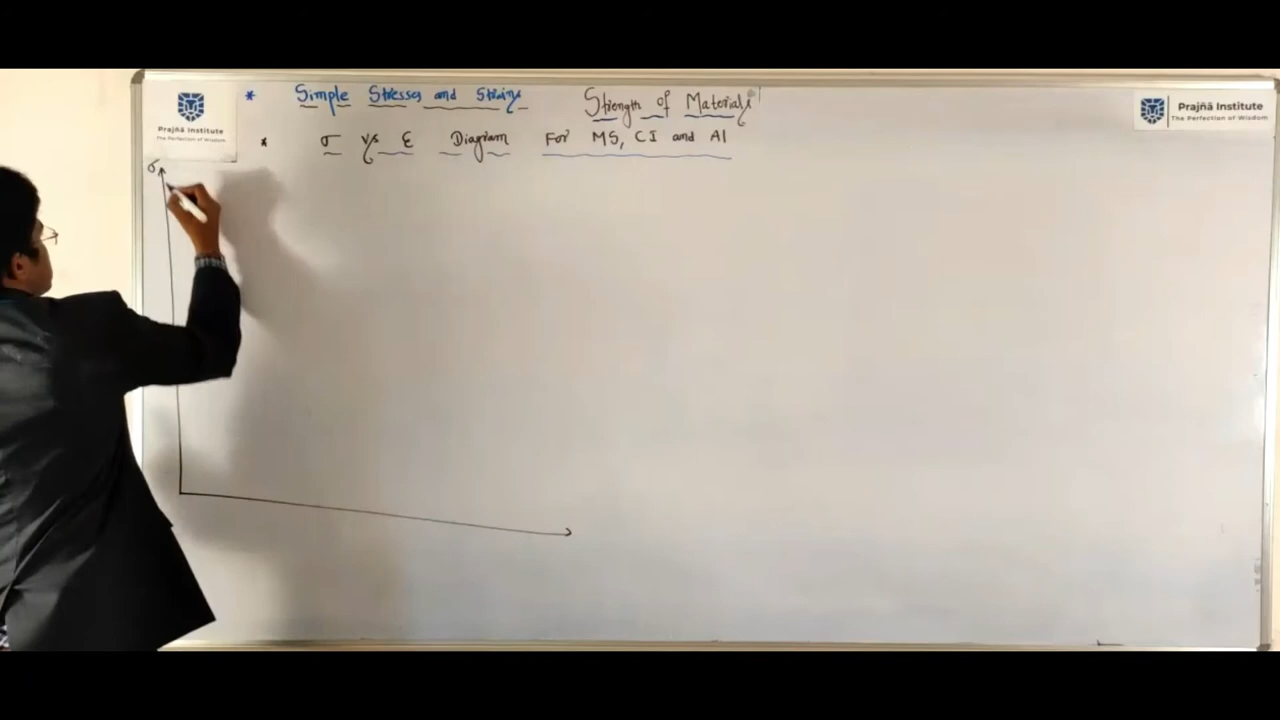 Prajñā Institute
The Perfection of Wisdom
* Simple Stresses and Strains Strength of Materials
* σ v/s ε Diagram For MS, CI and Al
Prajñā Institute
The Perfection of Wisdom
σ